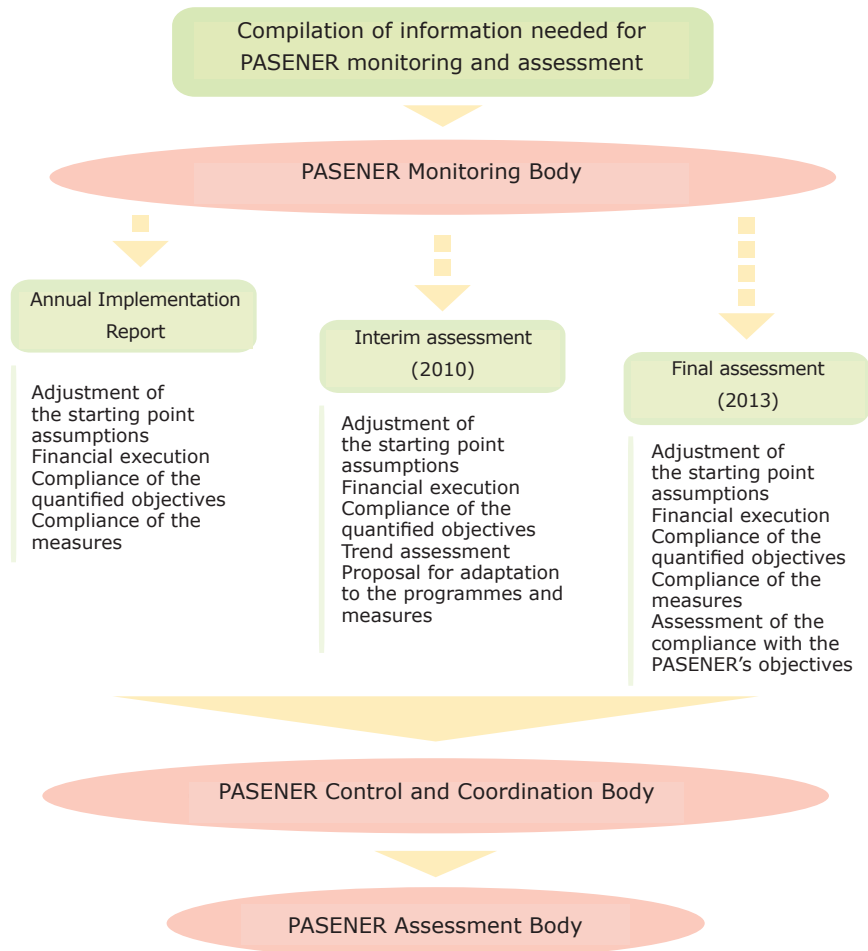 Compilation of information needed for
PASENER monitoring and assessment
PASENER Monitoring Body
Annual Implementation
Report
Adjustment of
the starting point
assumptions
Financial execution
Compliance of the
quantified objectives
Compliance of the
measures
Interim assessment
(2010)
Adjustment of
the starting point
assumptions
Financial execution
Compliance of the
quantified objectives
Trend assessment
Proposal for adaptation
to the programmes and
measures
Final assessment
(2013)
Adjustment of
the starting point
assumptions
Financial execution
Compliance of the
quantified objectives
Compliance of the
measures
Assessment of the
compliance with the
PASENER’s objectives
PASENER Control and Coordination Body
PASENER Assessment Body